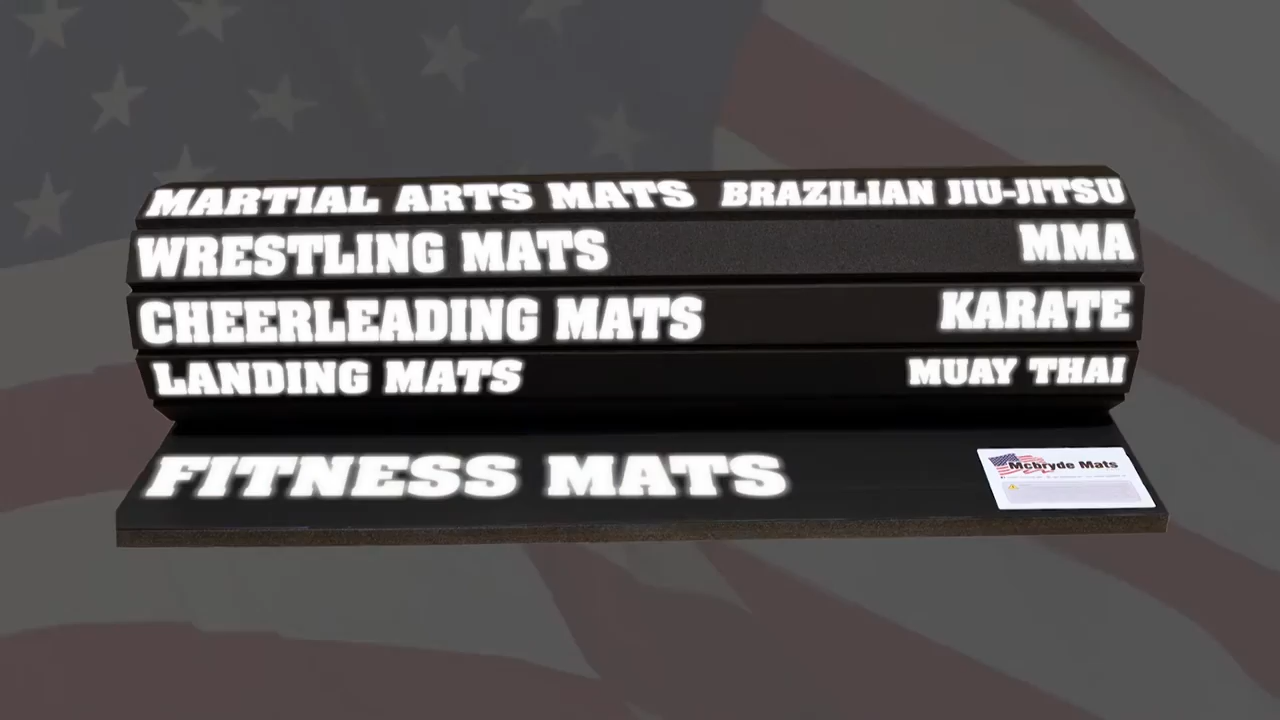 MARTIAL ARTS MATS BRAZILIAN JIU-JITSU
WRESTLING MATS MMA
CHEERLEADING MATS KARATE
LANDING MATS MUAY THAI
FITNESS MATS
Mcbryde Mats